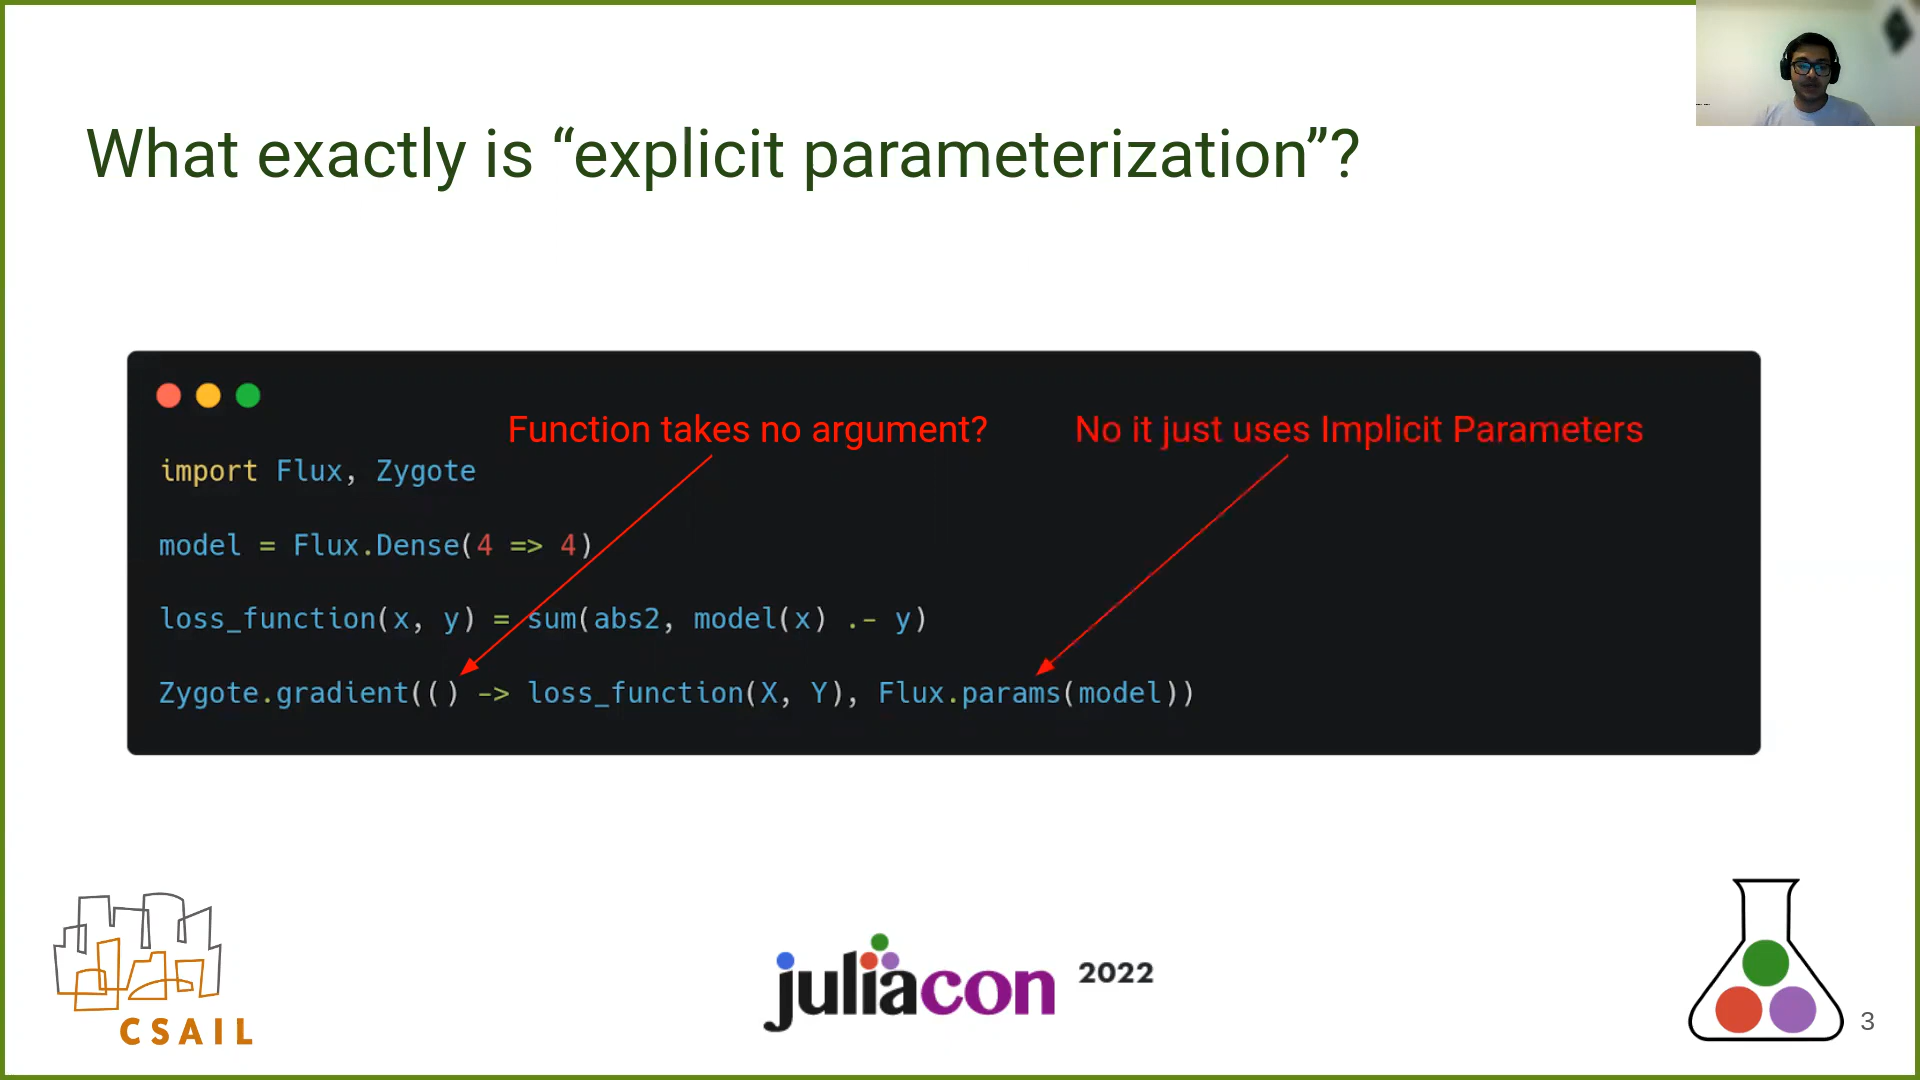 What exactly is “explicit parameterization”?
Function takes no argument? No it just uses Implicit Parameters
import Flux, Zygote
model = Flux.Dense(4 => 4)
loss_function(x, y) = sum(abs2, model(x) .- y)
Zygote.gradient(() -> loss_function(X, Y), Flux.params(model))
CSAIL
juliacon 2022
3